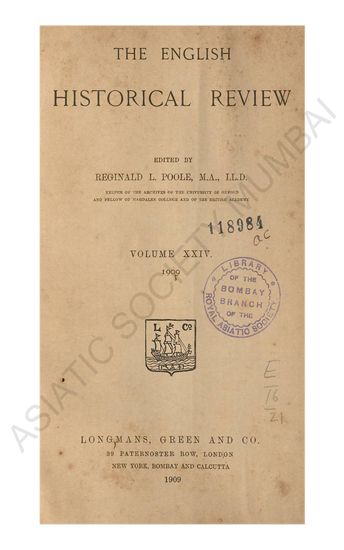 THE ENGLISH
HISTORICAL REVIEW
EDITED BY
REGINALD L. POOLE, M.A., LL.D.
KEEPER OF THE ARCHIVES OF THE UNIVERSITY OF OXFORD
AND FELLOW OF MAGDALEN COLLEGE AND OF THE BRITISH ACADEMY
118984
ac.
VOLUME XXIV.
1909
LIBRARY
OF THE
BOMBAY
BRANCH
OF THE
ROYAL ASIATIC SOCIETY
L Co
E
16
21
LONGMANS, GREEN AND CO.
39 PATERNOSTER ROW, LONDON
NEW YORK, BOMBAY AND CALCUTTA
1909
ASIATIC SOCIETY MUMBAI